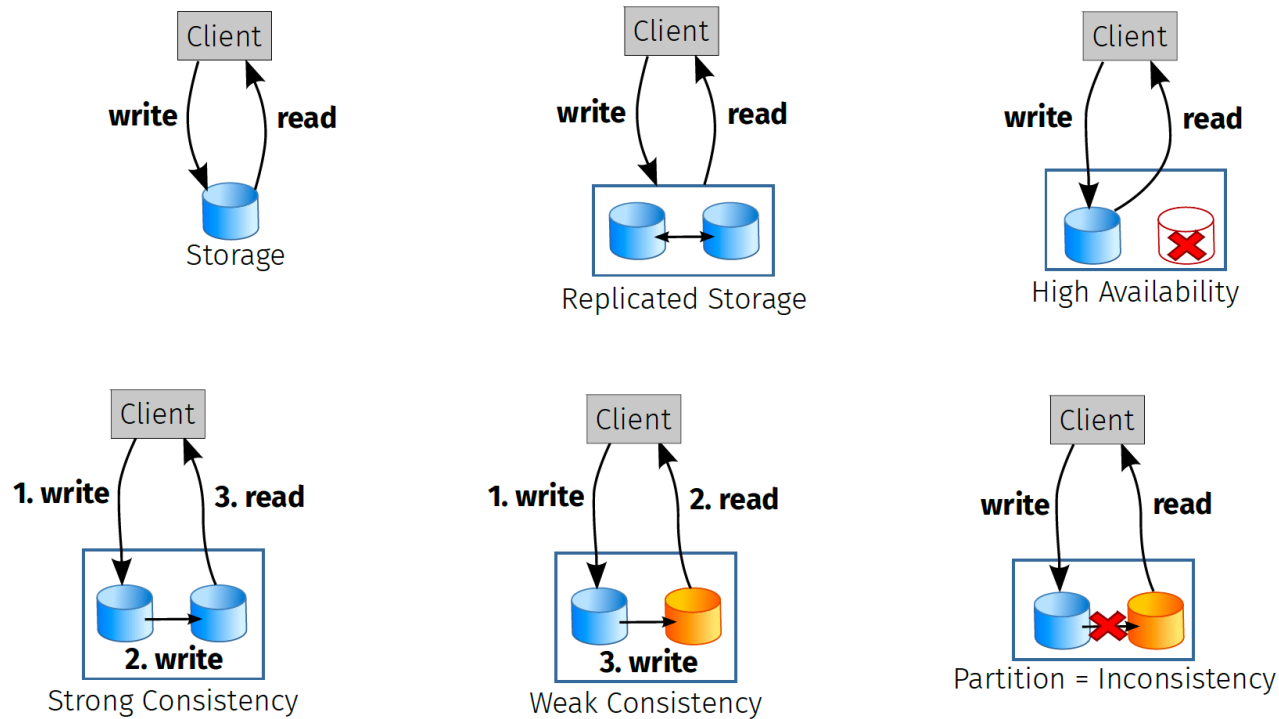 Client
write
read
Storage
Client
write
read
Replicated Storage
Client
write
read
High Availability
Client
1. write
3. read
2. write
Strong Consistency
Client
1. write
2. read
3. write
Weak Consistency
Client
write
read
Partition = Inconsistency